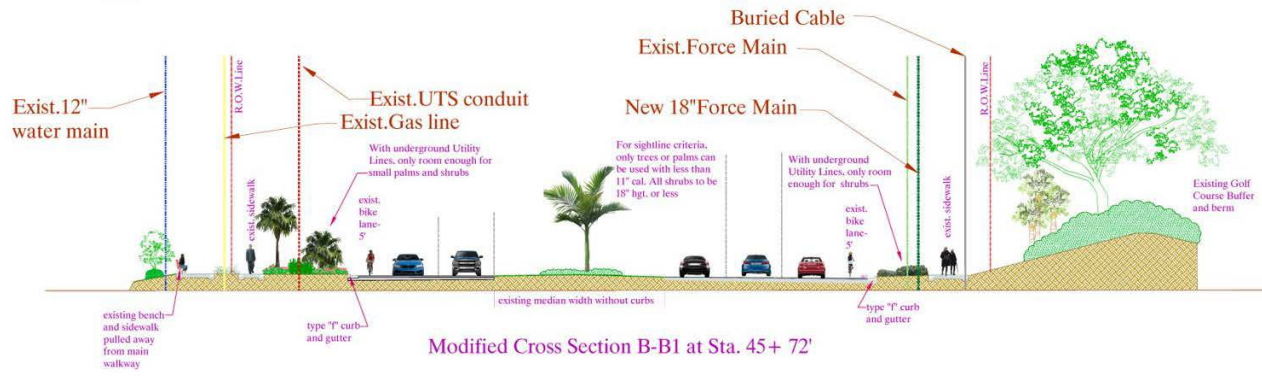 Buried Cable
Exist.Force Main
New 18"Force Main
Exist.12"
water main
R.O.W.Line
Exist.UTS conduit
Exist.Gas line
With underground Utility
Lines, only room enough for
small palms and shrubs
exist. sidewalk
exist.
bike
lane-
5'
For sightline criteria,
only trees or palms can
be used with less than
11" cal. All shrubs to be
18" hgt. or less
With underground
Utility Lines, only room
enough for shrubs
exist.
bike
lane-
5'
exist. sidewalk
R.O.W.Line
Existing Golf
Course Buffer
and berm
existing bench
and sidewalk
pulled away
from main
walkway
type "f" curb
and gutter
existing median width without curbs
type "f" curb
and gutter
Modified Cross Section B-B1 at Sta. 45+ 72'